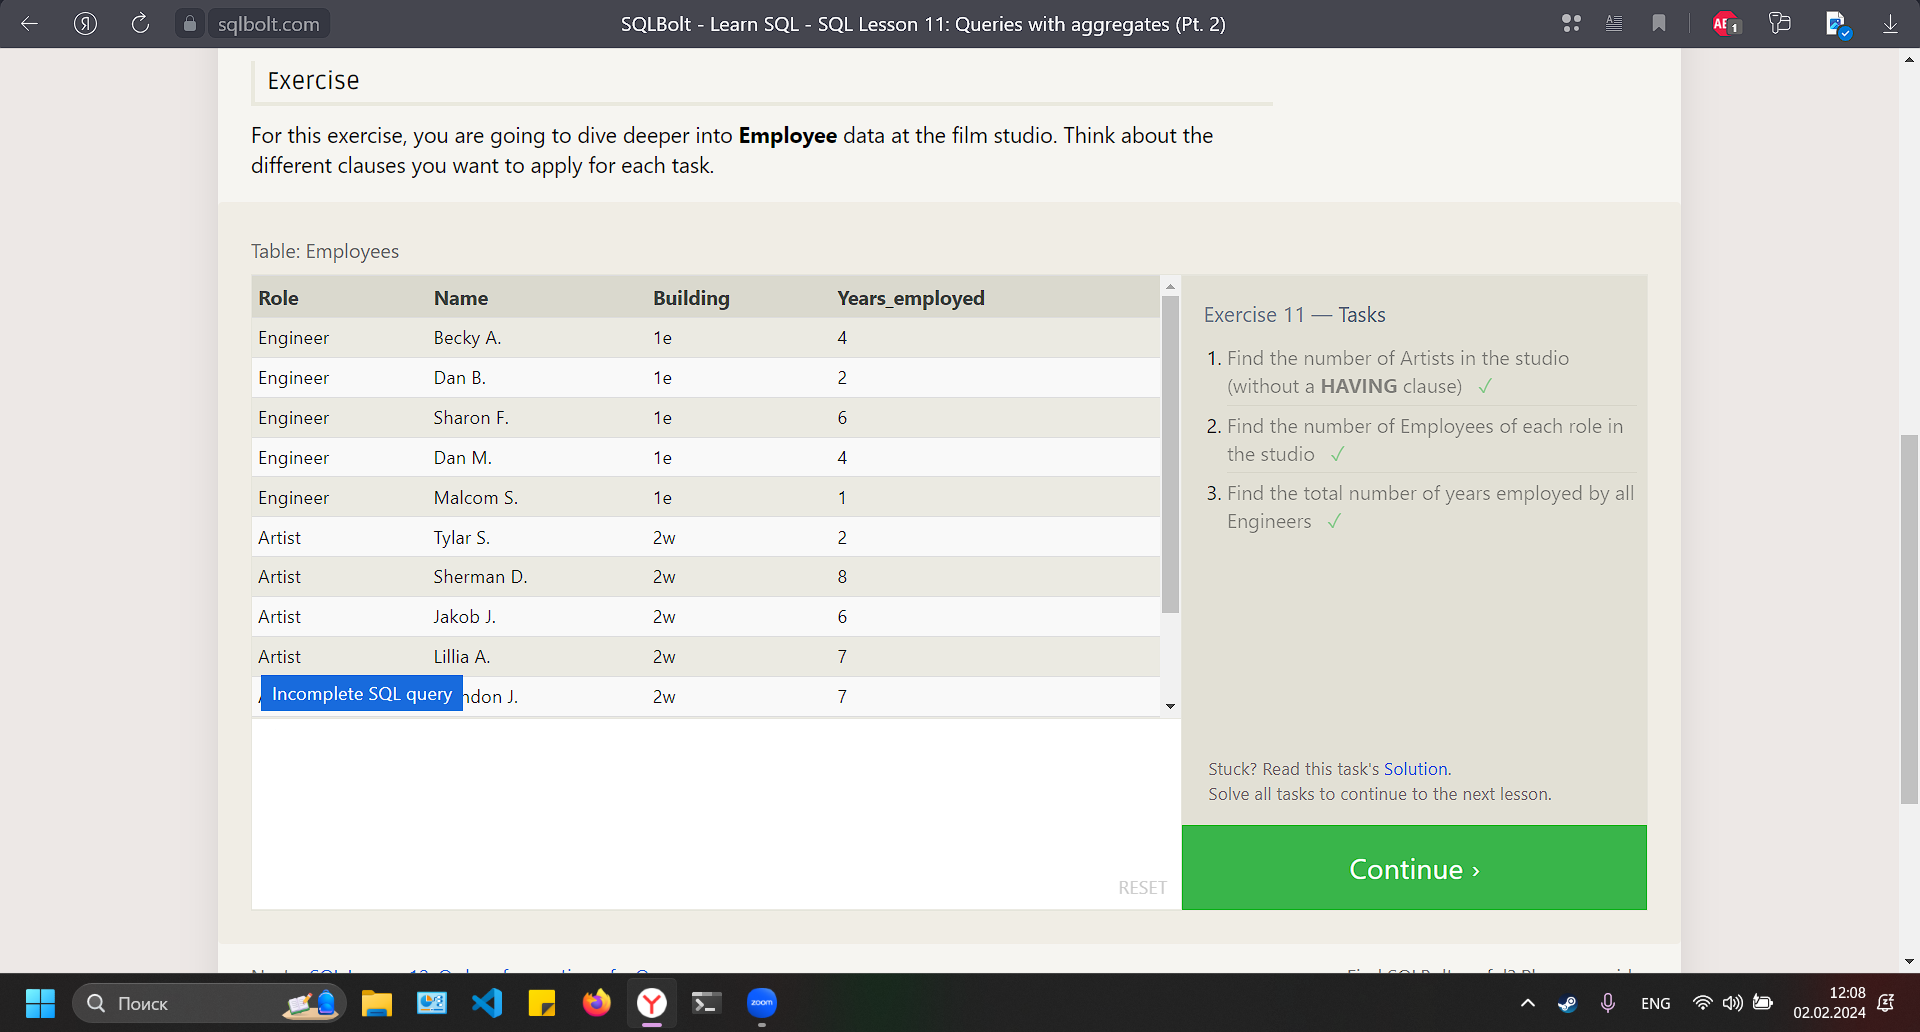 Я
sqlbolt.com
SQLBolt - Learn SQL - SQL Lesson 11: Queries with aggregates (Pt. 2)
1
Exercise
For this exercise, you are going to dive deeper into Employee data at the film studio. Think about the
different clauses you want to apply for each task.
Table: Employees
Role Name Building Years_employed
Engineer Becky A. 1e 4
Engineer Dan B. 1e 2
Engineer Sharon F. 1e 6
Engineer Dan M. 1e 4
Engineer Malcom S. 1e 1
Artist Tylar S. 2w 2
Artist Sherman D. 2w 8
Artist Jakob J. 2w 6
Artist Lillia A. 2w 7
Incomplete SQL query ndon J. 2w 7
RESET
Exercise 11 — Tasks
1. Find the number of Artists in the studio
(without a HAVING clause) ✓
2. Find the number of Employees of each role in
the studio ✓
3. Find the total number of years employed by all
Engineers ✓
Stuck? Read this task's Solution.
Solve all tasks to continue to the next lesson.
Continue ›
Поиск
Y
zoom
ENG
12:08
02.02.2024